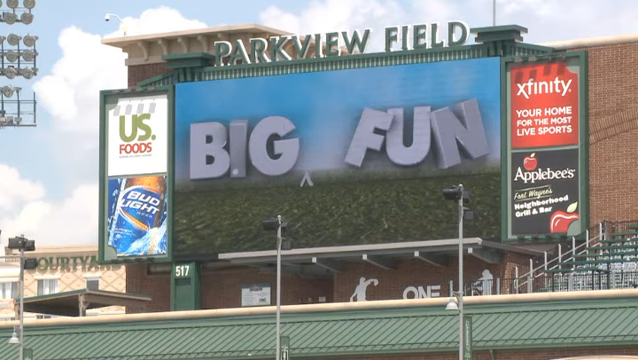 PARKVIEW FIELD
US.
FOODS
BUD
LIGHT
BIG FUN
xfinity.
YOUR HOME
FOR THE MOST
LIVE SPORTS
Applebee's
Fort Wayne's
Neighborhood
Grill & Bar
OURTYAR
517
ONE